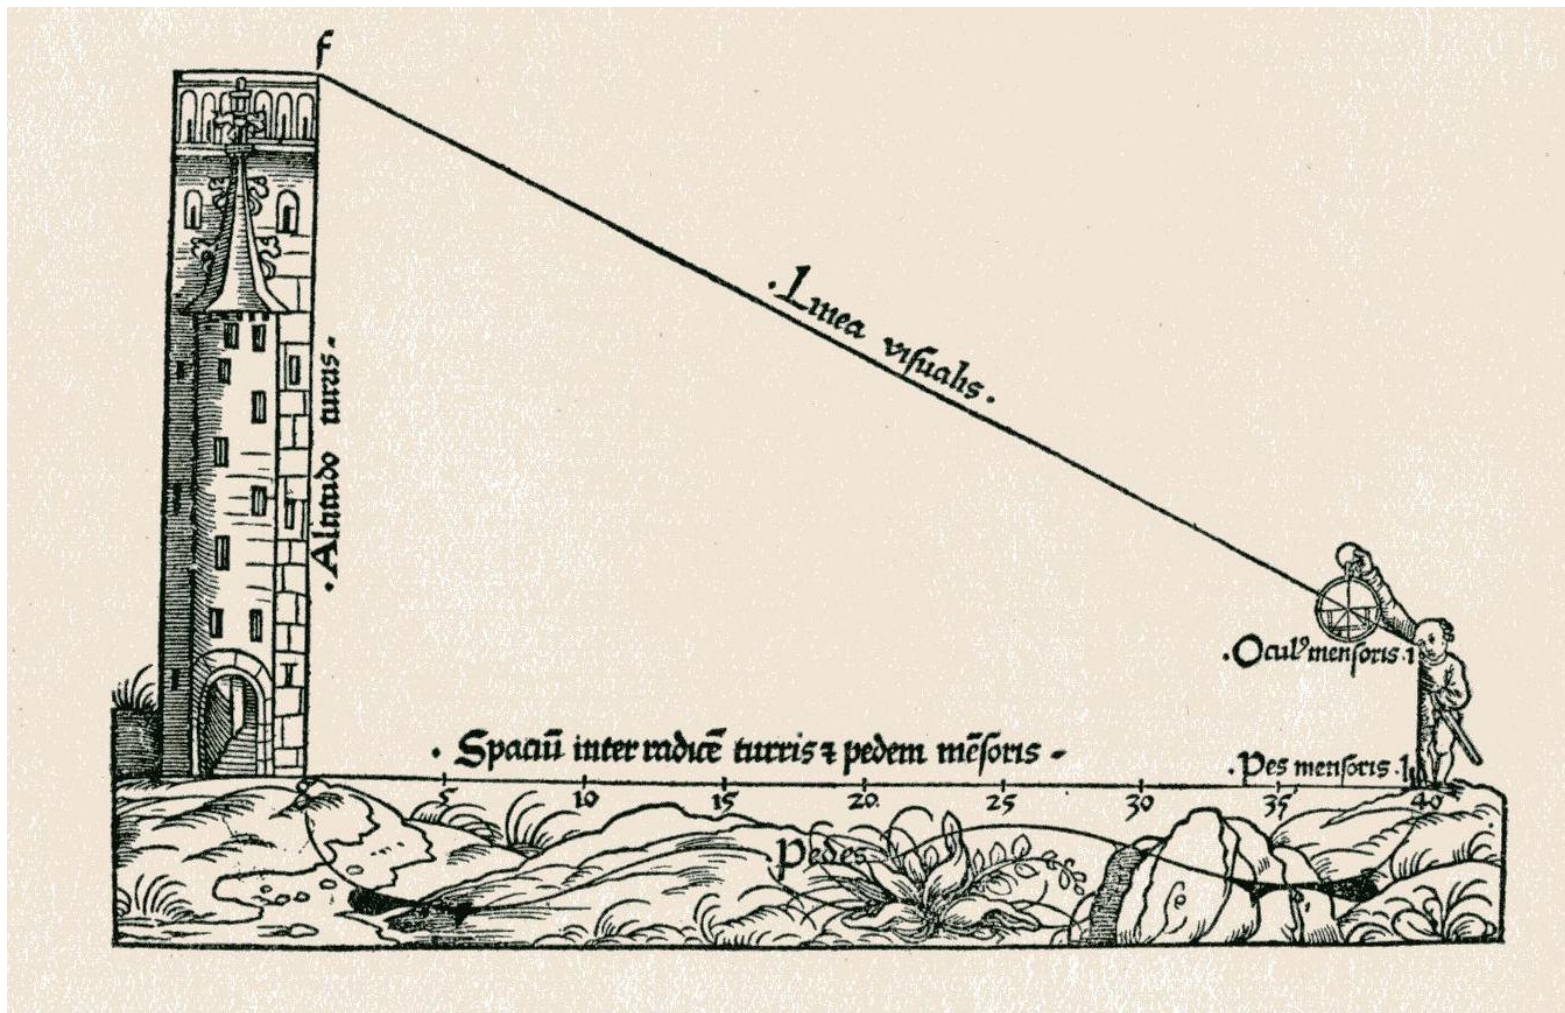 f
. Linea visualis .
. Altitudo turris -
. Ocul⁹ mensoris . 1
. Spaciū inter radicē turris ⁊ pedem mēsoris -
. Pes mensoris . 1
5 10 15 20. 25 30 35 40
. Pedes.